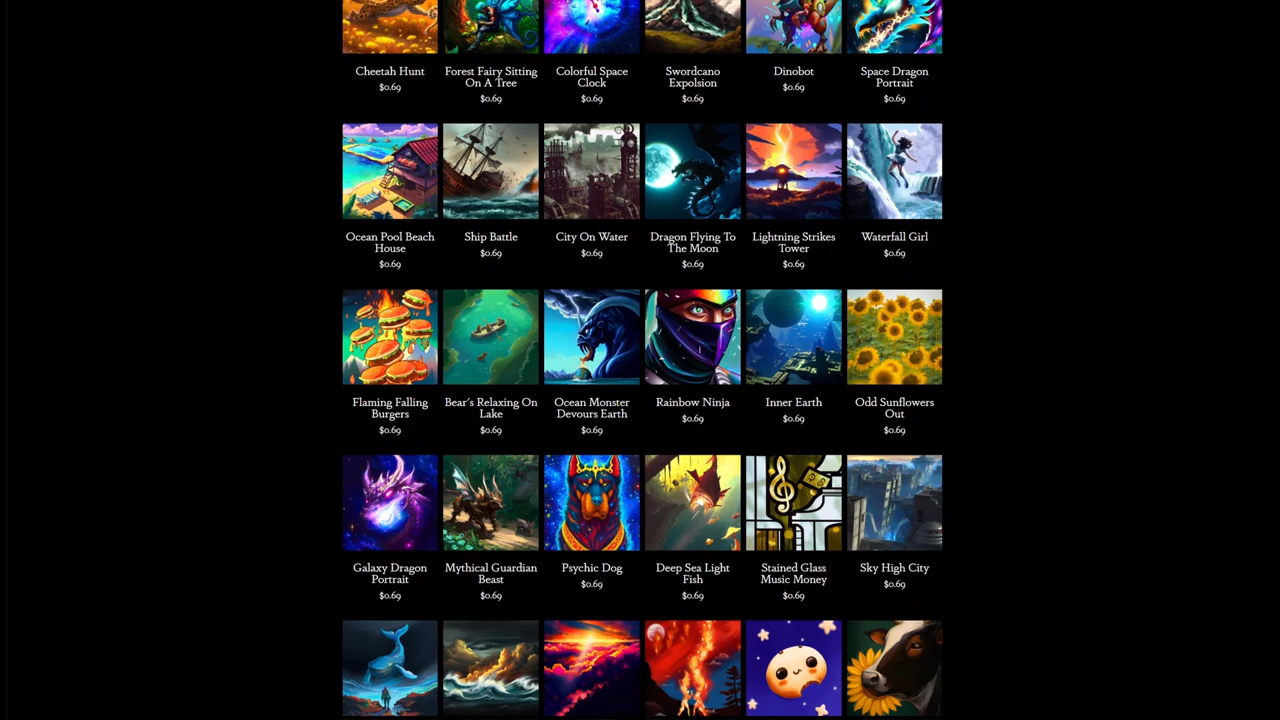 Cheetah Hunt
$0.69
Forest Fairy Sitting
On A Tree
$0.69
Colorful Space
Clock
$0.69
Swordcano
Expolsion
$0.69
Dinobot
$0.69
Space Dragon
Portrait
$0.69
Ocean Pool Beach
House
$0.69
Ship Battle
$0.69
City On Water
$0.69
Dragon Flying To
The Moon
$0.69
Lightning Strikes
Tower
$0.69
Waterfall Girl
$0.69
Flaming Falling
Burgers
$0.69
Bear's Relaxing On
Lake
$0.69
Ocean Monster
Devours Earth
$0.69
Rainbow Ninja
$0.69
Inner Earth
$0.69
Odd Sunflowers
Out
$0.69
Galaxy Dragon
Portrait
$0.69
Mythical Guardian
Beast
$0.69
Psychic Dog
$0.69
Deep Sea Light
Fish
$0.69
Stained Glass
Music Money
$0.69
Sky High City
$0.69